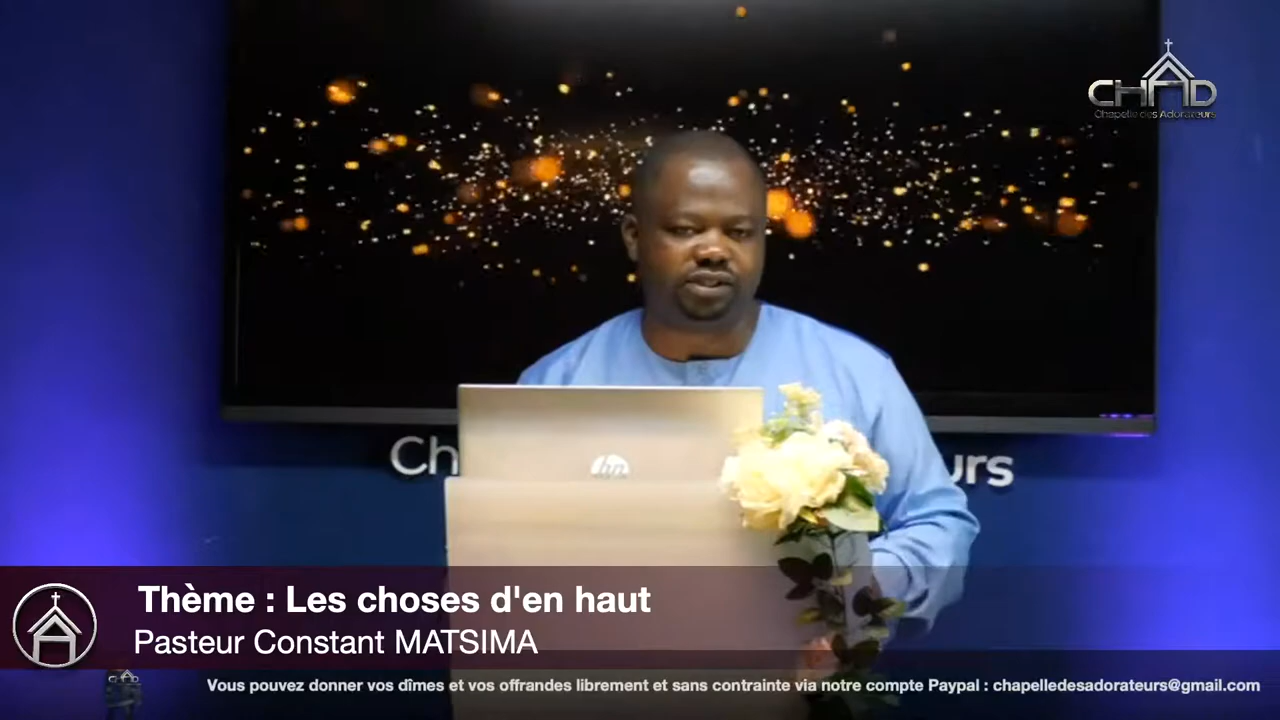 CHAD
Chapelle des Adorateurs
Ch
urs
hp
Thème : Les choses d'en haut
Pasteur Constant MATSIMA
CHAD
Vous pouvez donner vos dîmes et vos offrandes librement et sans contrainte via notre compte Paypal : chapelledesadorateurs@gmail.com